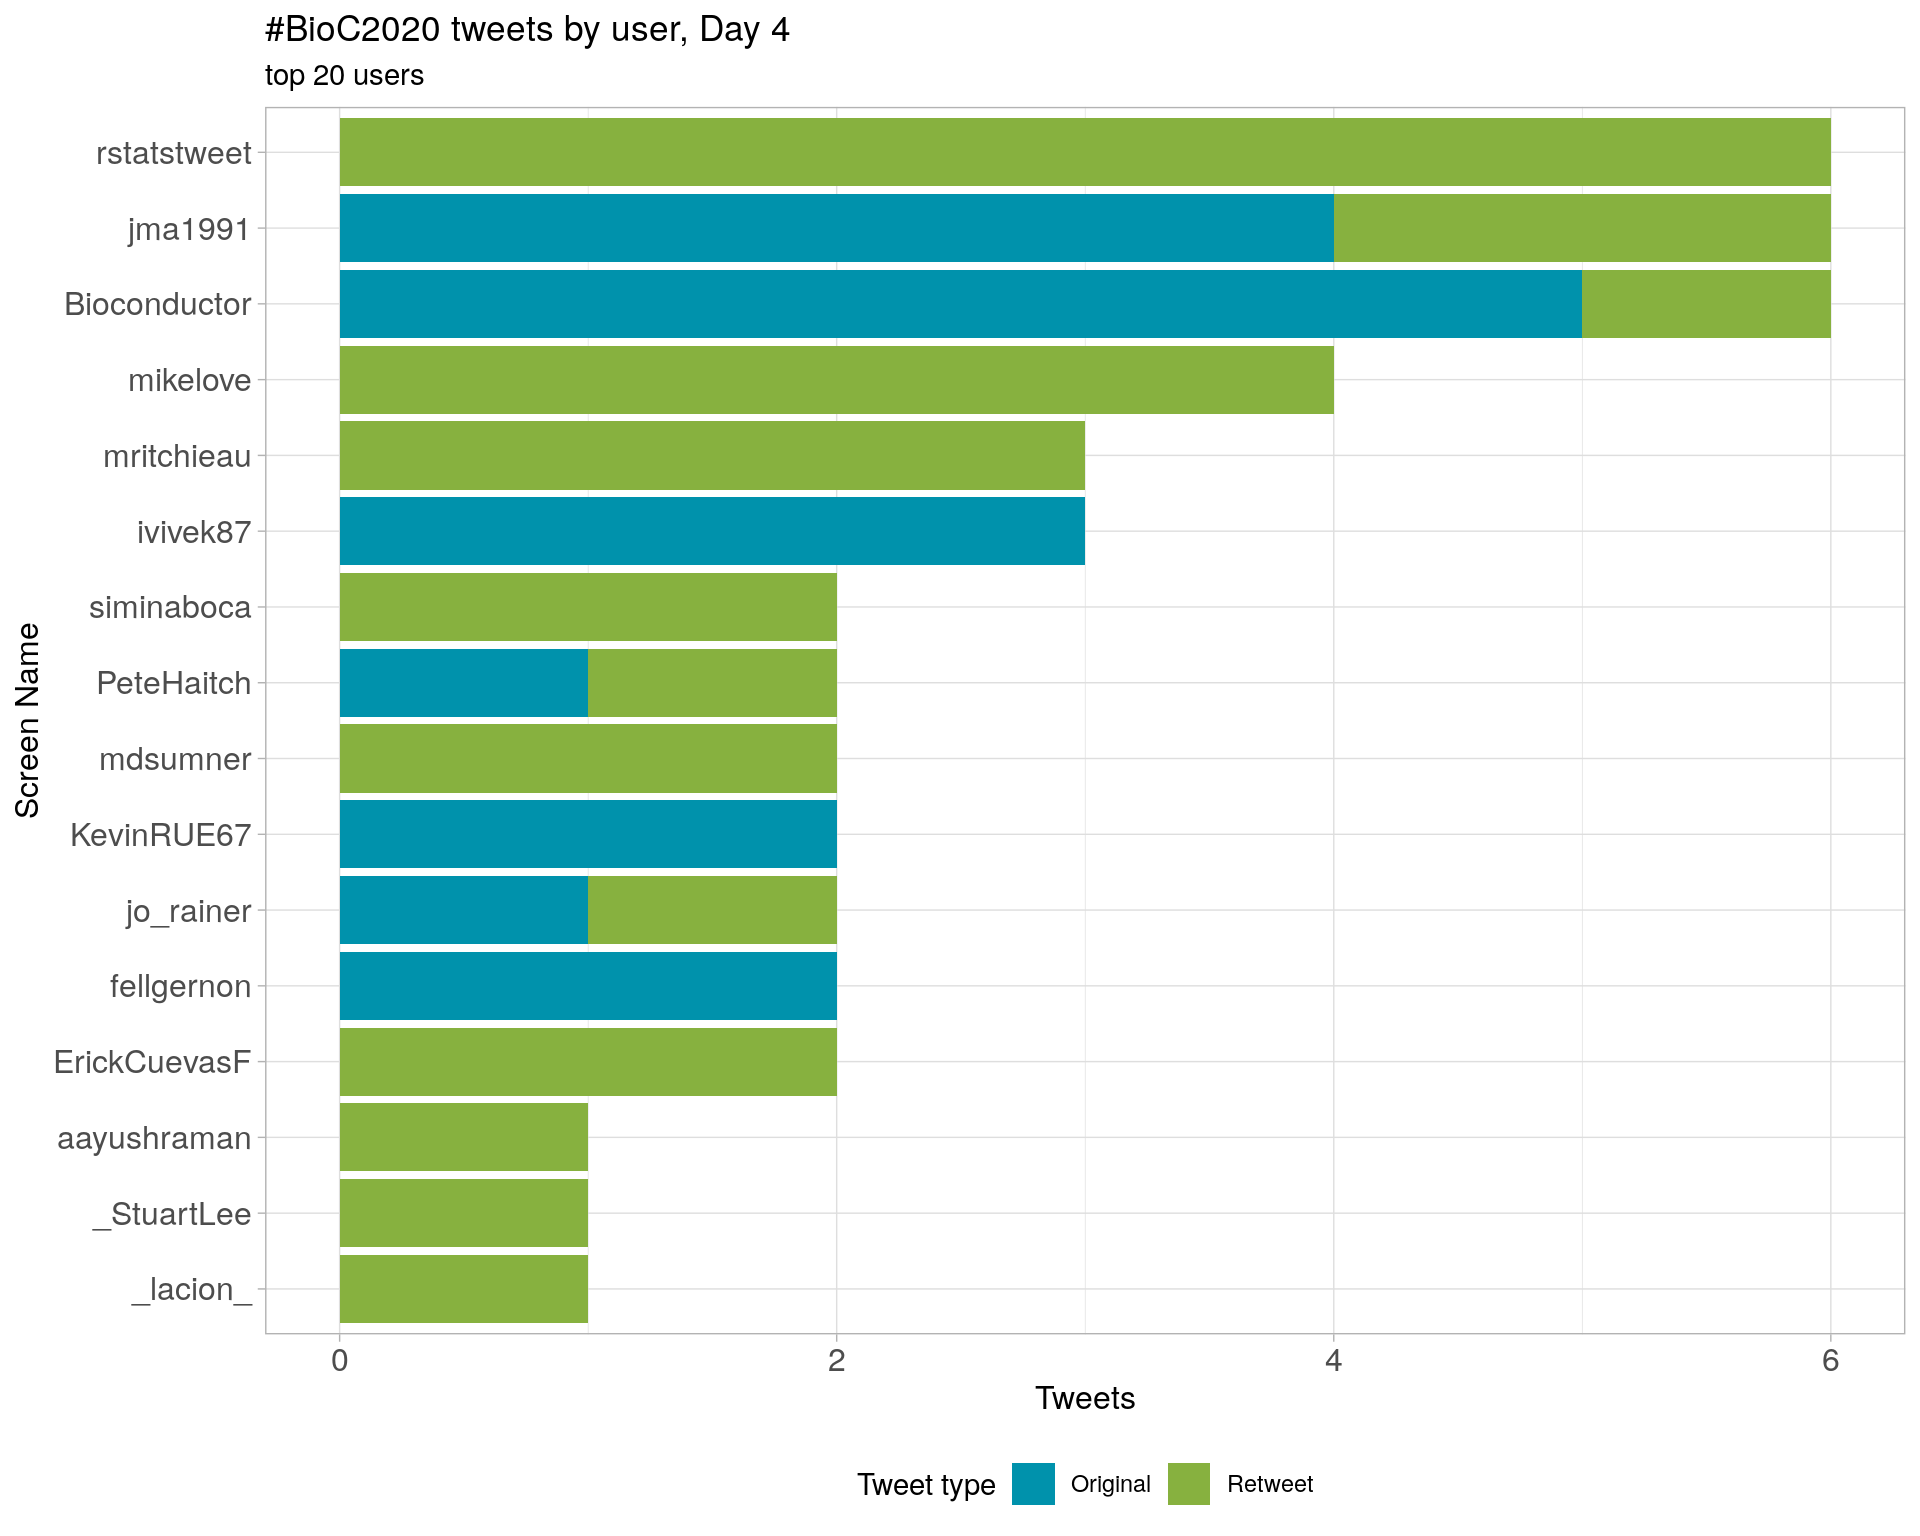 #BioC2020 tweets by user, Day 4
top 20 users
Screen Name
rstatstweet
jma1991
Bioconductor
mikelove
mritchieau
ivivek87
siminaboca
PeteHaitch
mdsumner
KevinRUE67
jo_rainer
fellgernon
ErickCuevasF
aayushraman
_StuartLee
_lacion_
0 2 4 6
Tweets
Tweet type Original Retweet